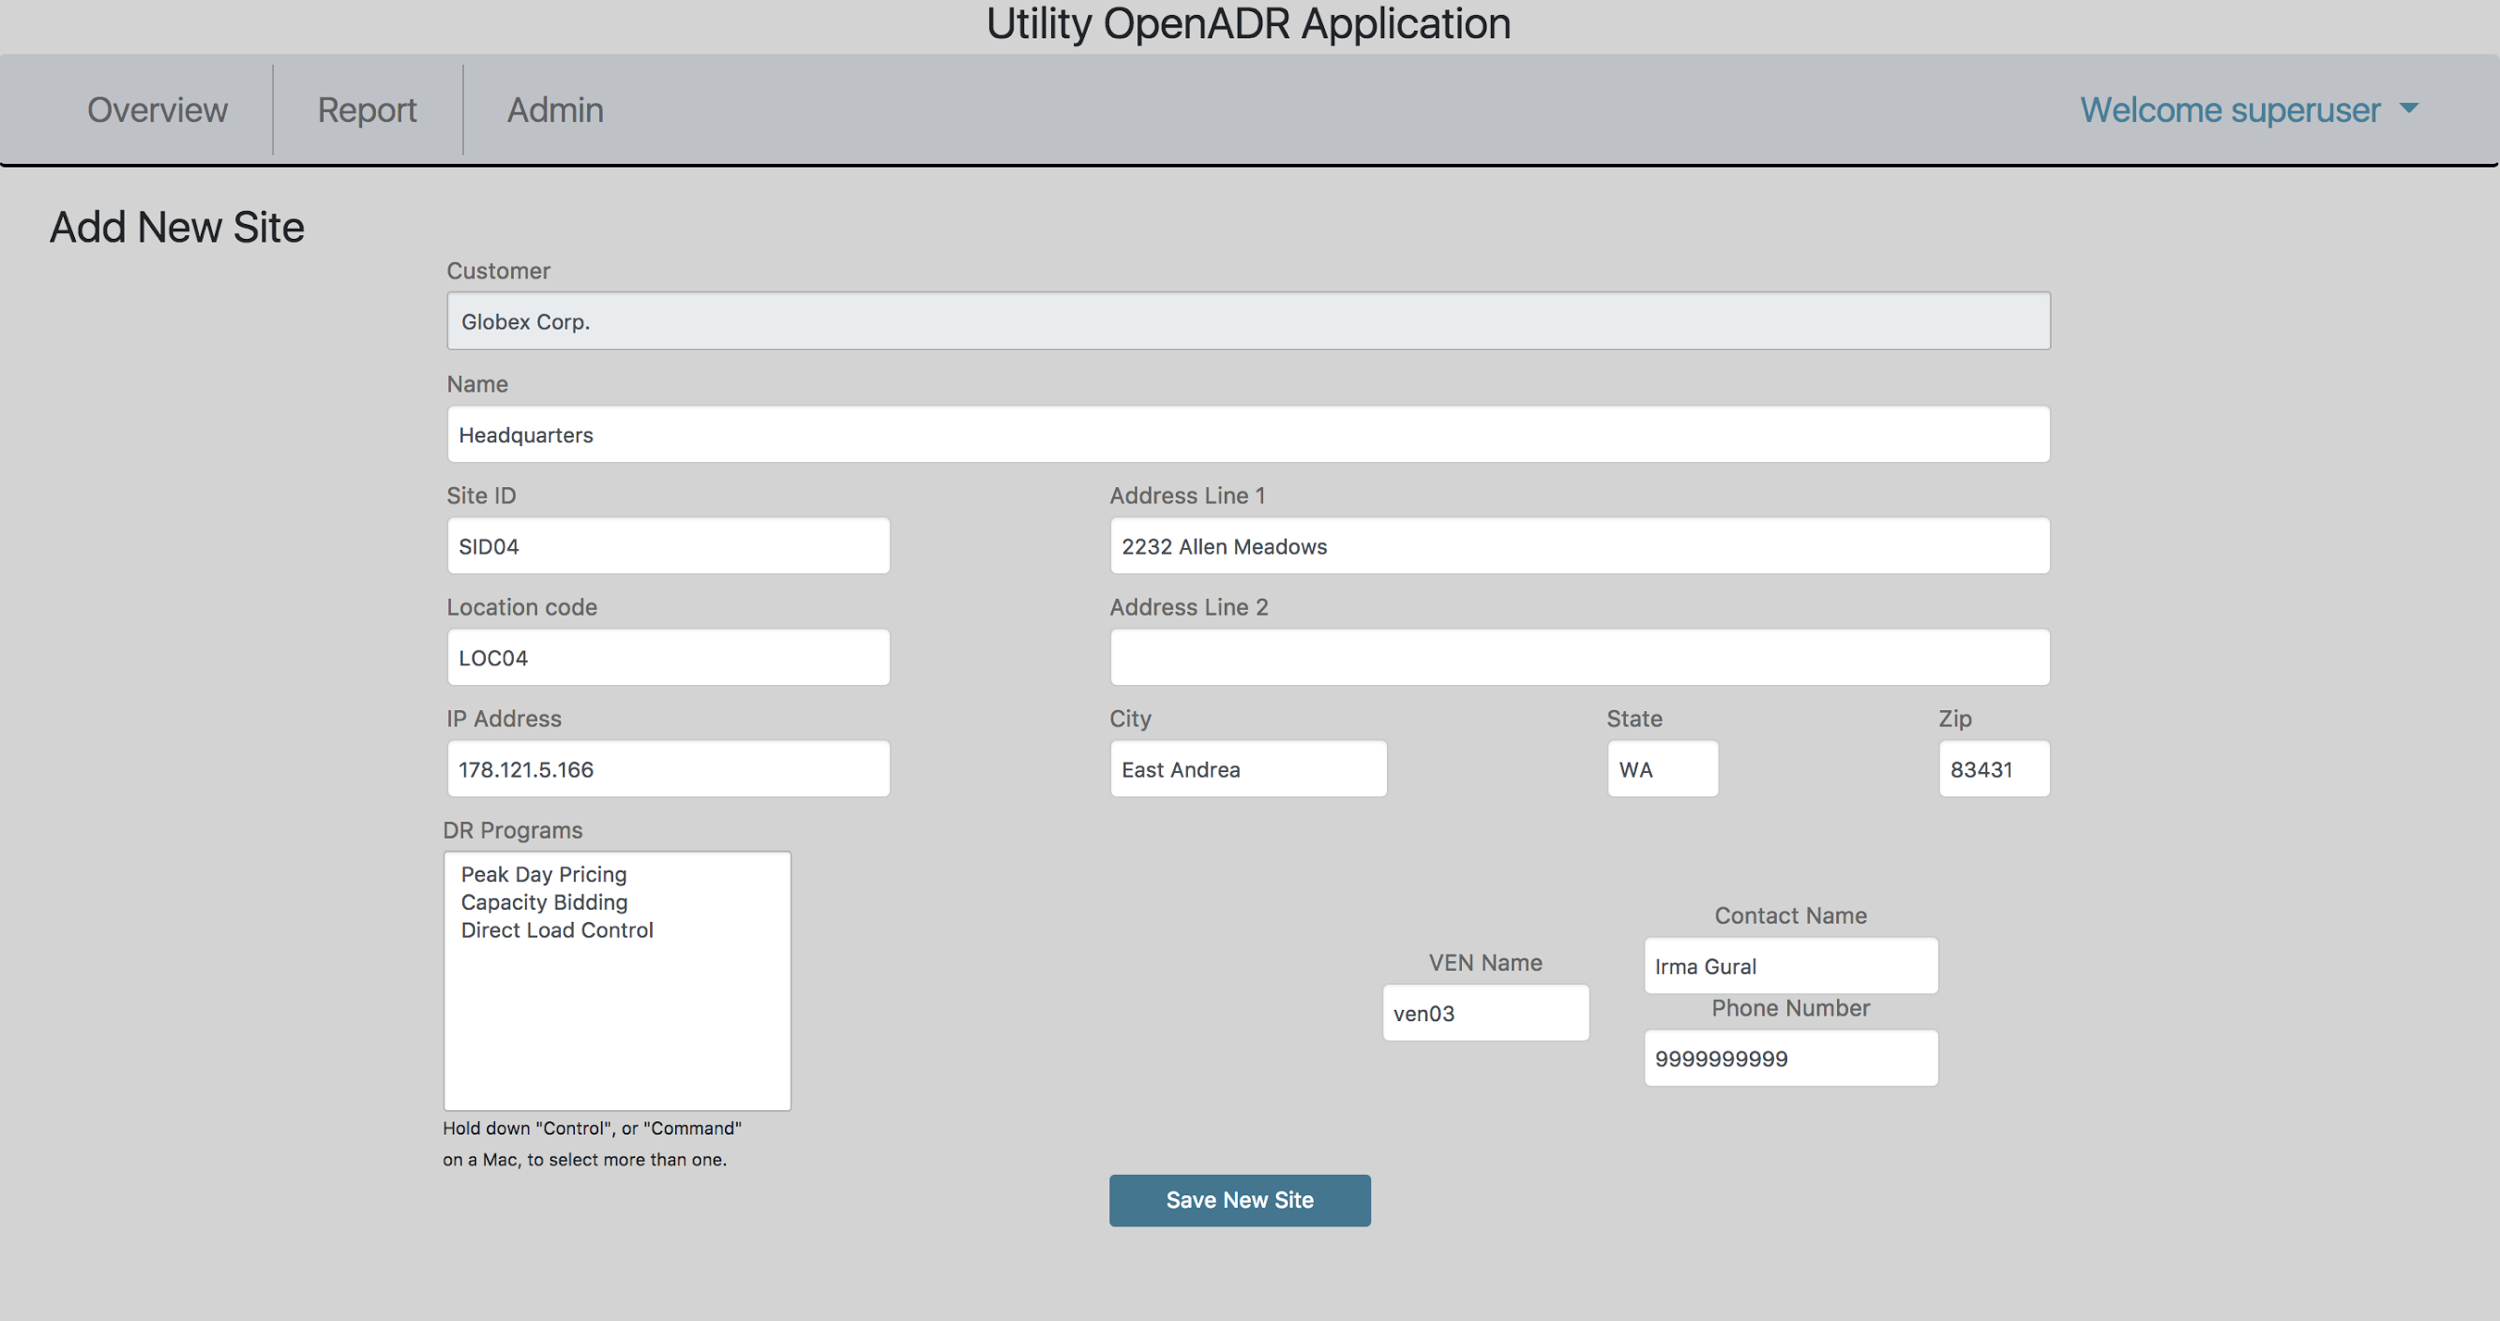 Utility OpenADR Application
Overview
Report
Admin
Welcome superuser
Add New Site
Customer
Globex Corp.
Name
Headquarters
Site ID
SID04
Address Line 1
2232 Allen Meadows
Location code
LOC04
Address Line 2
IP Address
178.121.5.166
City
East Andrea
State
WA
Zip
83431
DR Programs
Peak Day Pricing
Capacity Bidding
Direct Load Control
Hold down "Control", or "Command"
on a Mac, to select more than one.
VEN Name
ven03
Contact Name
Irma Gural
Phone Number
9999999999
Save New Site